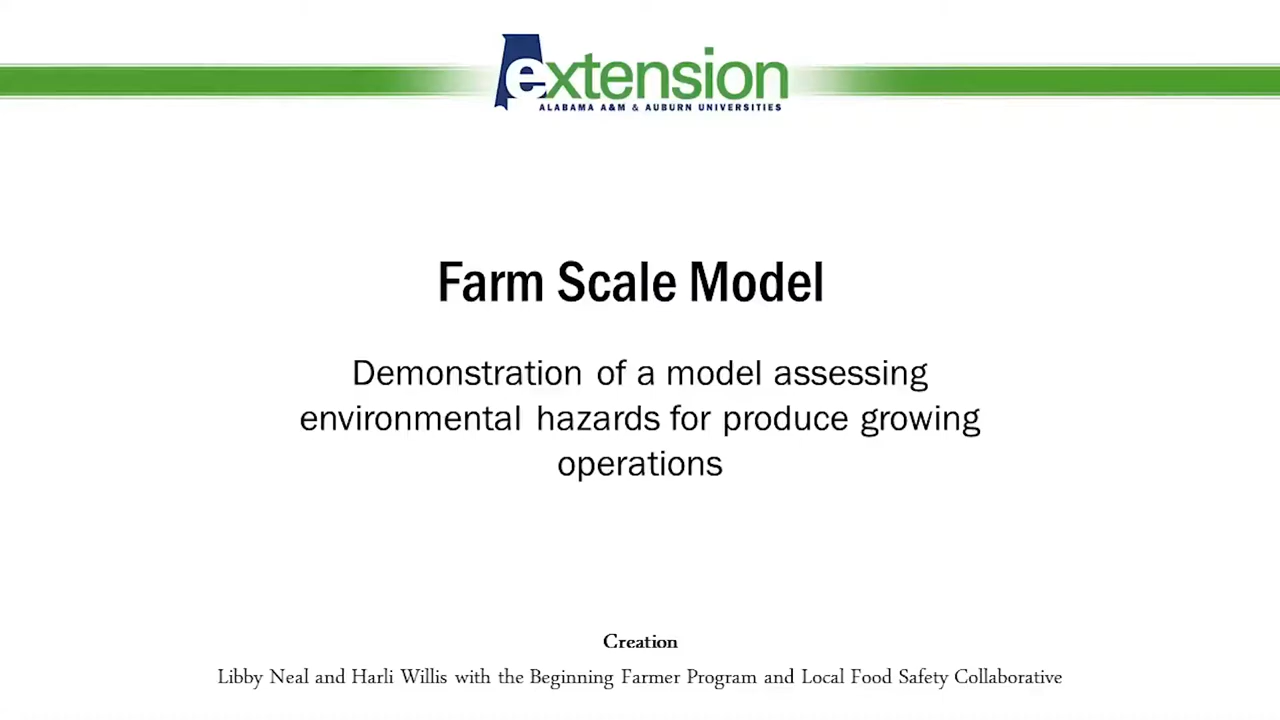 extension
ALABAMA A&M & AUBURN UNIVERSITIES
Farm Scale Model
Demonstration of a model assessing
environmental hazards for produce growing
operations
Creation
Libby Neal and Harli Willis with the Beginning Farmer Program and Local Food Safety Collaborative